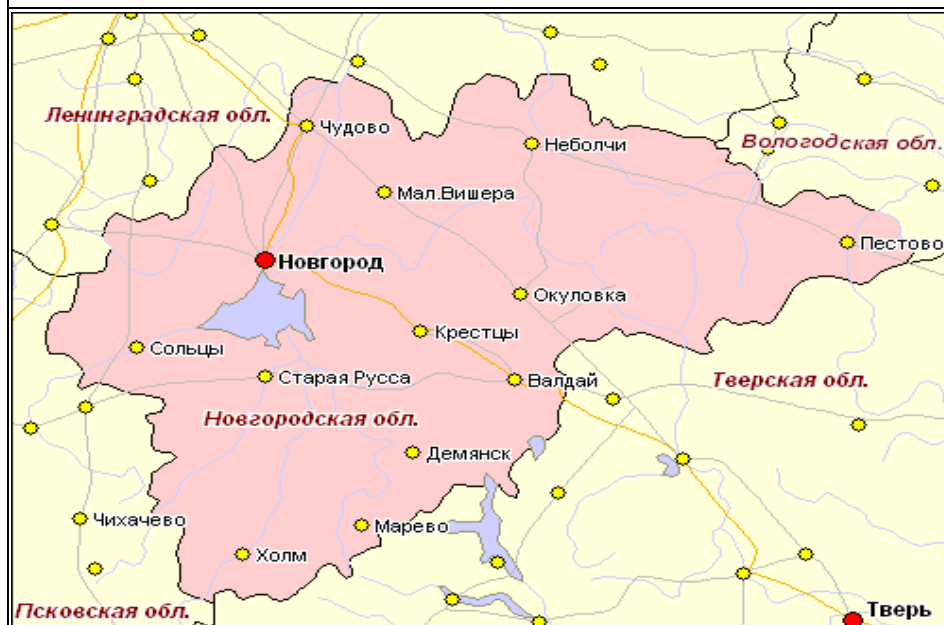 Ленинградская обл.
Чудово
Неболчи
Вологодская обл.
Мал.Вишера
Пестово
Новгород
Окуловка
Крестцы
Сольцы
Старая Русса
Валдай
Тверская обл.
Новгородская обл.
Демянск
Чихачево
Марево
Холм
Псковская обл.
Тверь